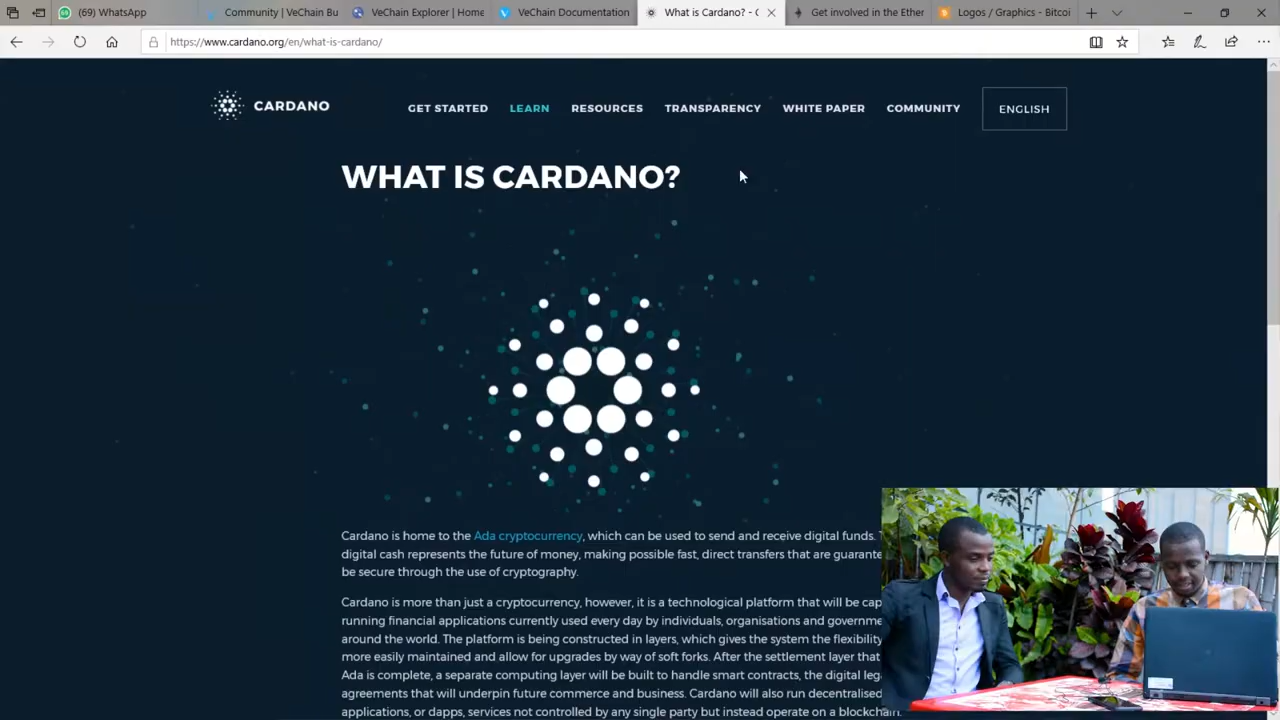 (69) WhatsApp
Community | VeChain Bu
VeChain Explorer | Home
VeChain Documentation
What is Cardano? - C
Get involved in the Ether
Logos / Graphics - Bitcoi
https://www.cardano.org/en/what-is-cardano/
CARDANO
GET STARTED
LEARN
RESOURCES
TRANSPARENCY
WHITE PAPER
COMMUNITY
ENGLISH
WHAT IS CARDANO?
Cardano is home to the Ada cryptocurrency, which can be used to send and receive digital funds. T
digital cash represents the future of money, making possible fast, direct transfers that are guarante
be secure through the use of cryptography.
Cardano is more than just a cryptocurrency, however, it is a technological platform that will be cap
running financial applications currently used every day by individuals, organisations and governme
around the world. The platform is being constructed in layers, which gives the system the flexibility
more easily maintained and allow for upgrades by way of soft forks. After the settlement layer that
Ada is complete, a separate computing layer will be built to handle smart contracts, the digital leg
agreements that will underpin future commerce and business. Cardano will also run decentralised
applications, or dapps, services not controlled by any single party but instead operate on a blockchain.